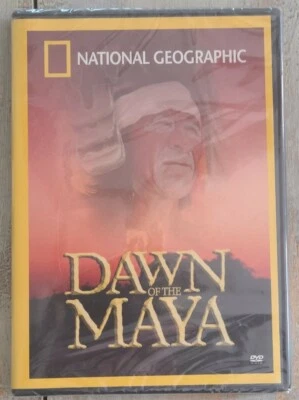 NATIONAL GEOGRAPHIC
DAWN
OF THE
MAYA
DVD